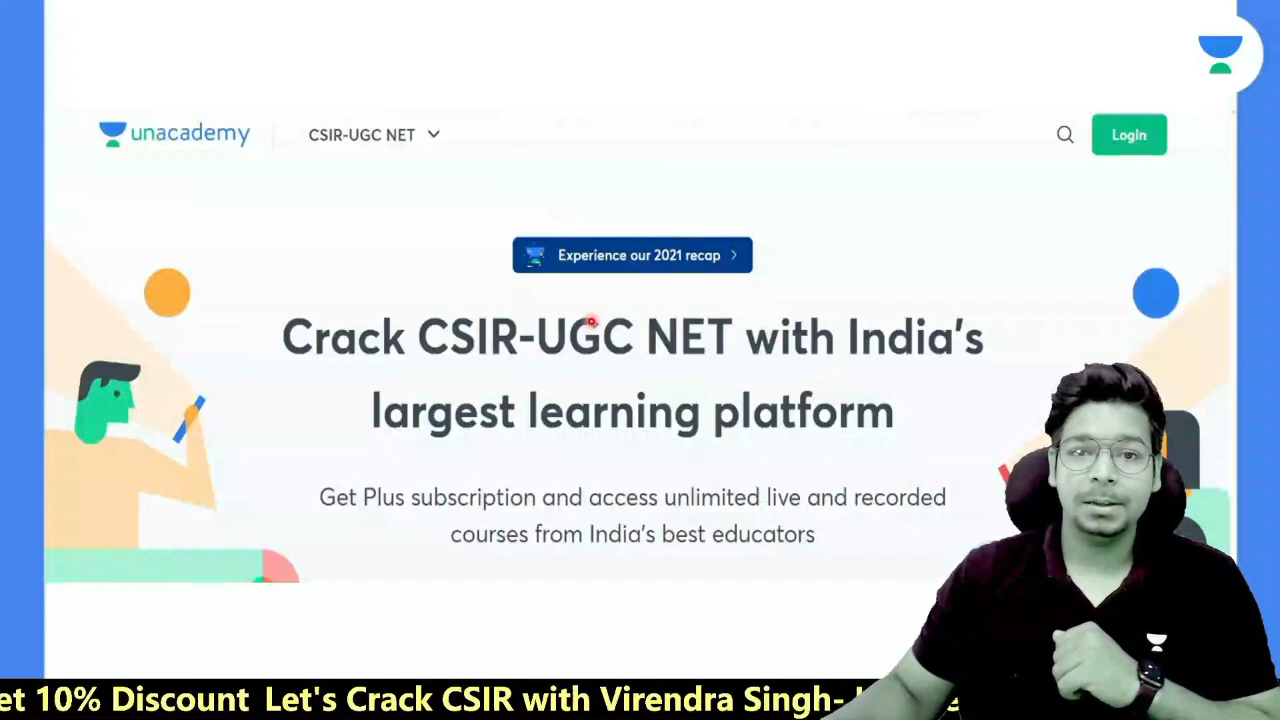 unacademy
CSIR-UGC NET
LogIn
Experience our 2021 recap
Crack CSIR-UGC NET with India's
largest learning platform
Get Plus subscription and access unlimited live and recorded
courses from India's best educators
10% Discount Let's Crack CSIR with Virendra Singh-